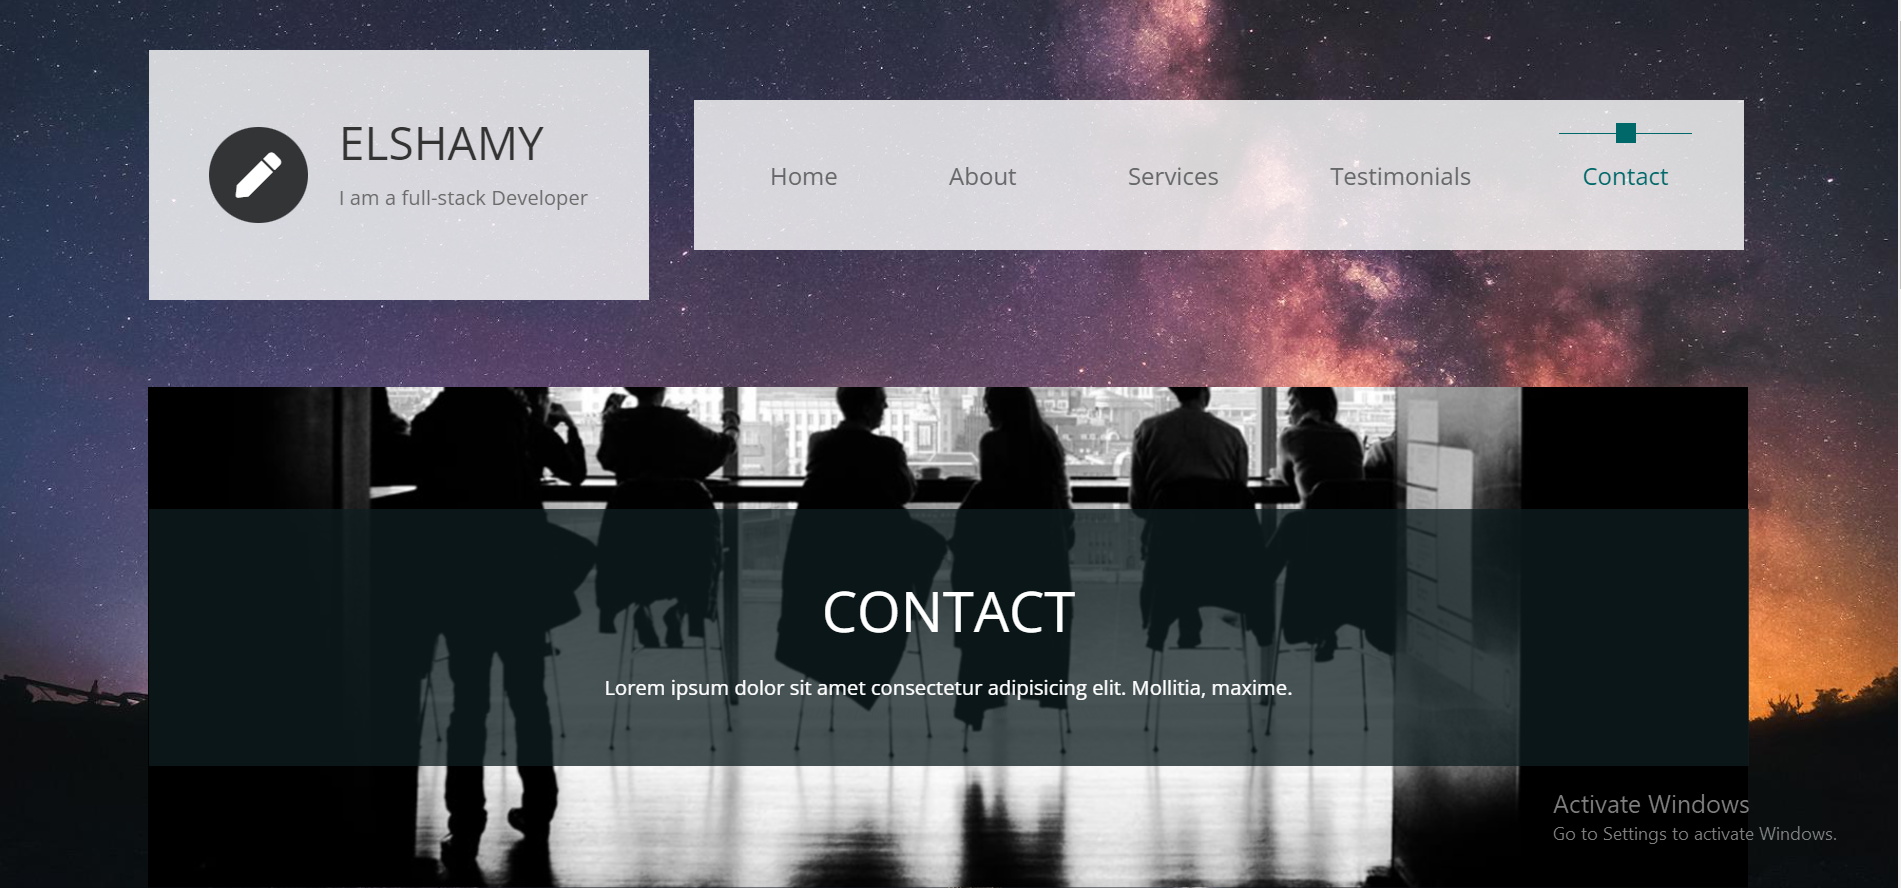 ELSHAMY
I am a full-stack Developer
Home
About
Services
Testimonials
Contact
CONTACT
Lorem ipsum dolor sit amet consectetur adipisicing elit. Mollitia, maxime.
Activate Windows
Go to Settings to activate Windows.